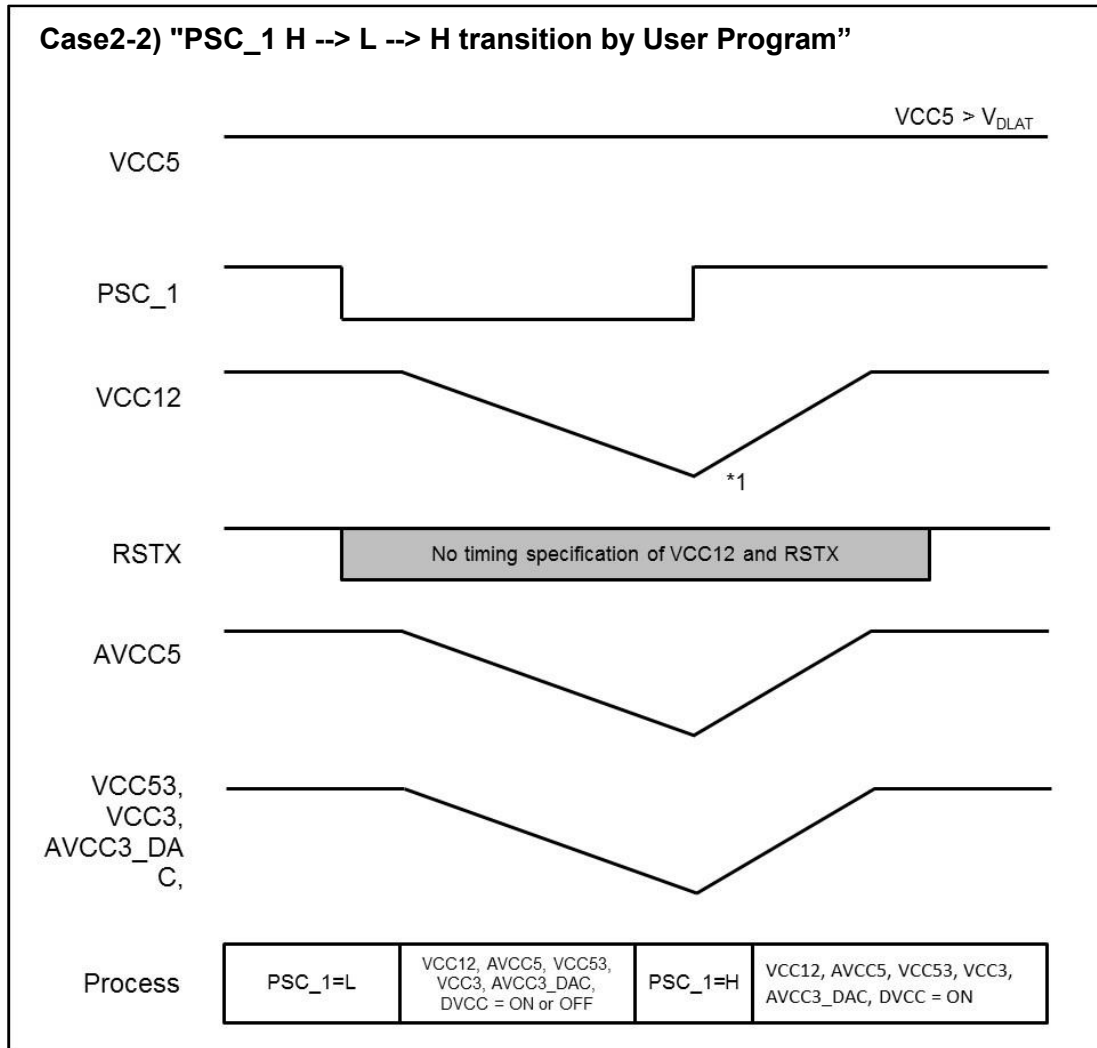 Case2-2) "PSC_1 H --> L --> H transition by User Program”
VCC5 > VDLAT
VCC5
PSC_1
VCC12
*1
RSTX
No timing specification of VCC12 and RSTX
AVCC5
VCC53,
VCC3,
AVCC3_DA
C,
Process
PSC_1=L
VCC12, AVCC5, VCC53,
VCC3, AVCC3_DAC,
DVCC = ON or OFF
PSC_1=H
VCC12, AVCC5, VCC53, VCC3,
AVCC3_DAC, DVCC = ON